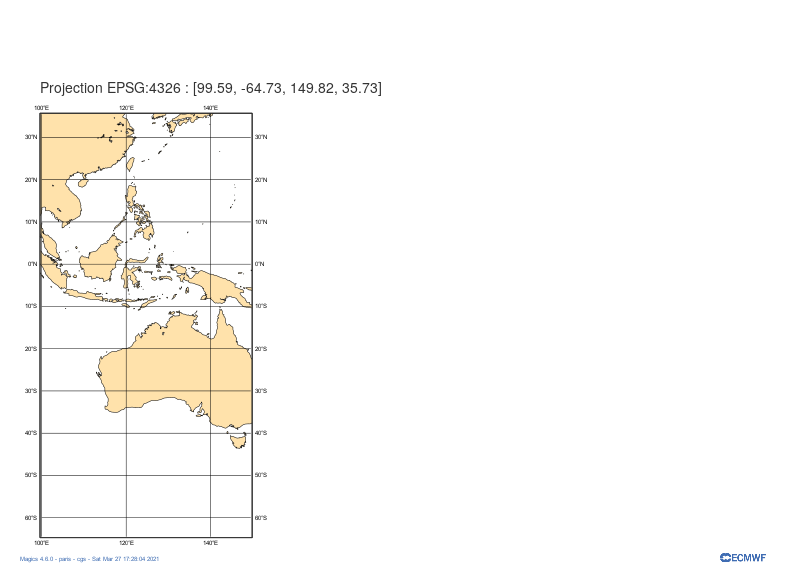 Projection EPSG:4326 : [99.59, -64.73, 149.82, 35.73]
100°E 120°E 140°E
30°N 30°N
20°N 20°N
10°N 10°N
0°N 0°N
10°S 10°S
20°S 20°S
30°S 30°S
40°S 40°S
50°S 50°S
60°S 60°S
100°E 120°E 140°E
Magics 4.6.0 - paris - cgs - Sat Mar 27 17:28:04 2021
ECMWF